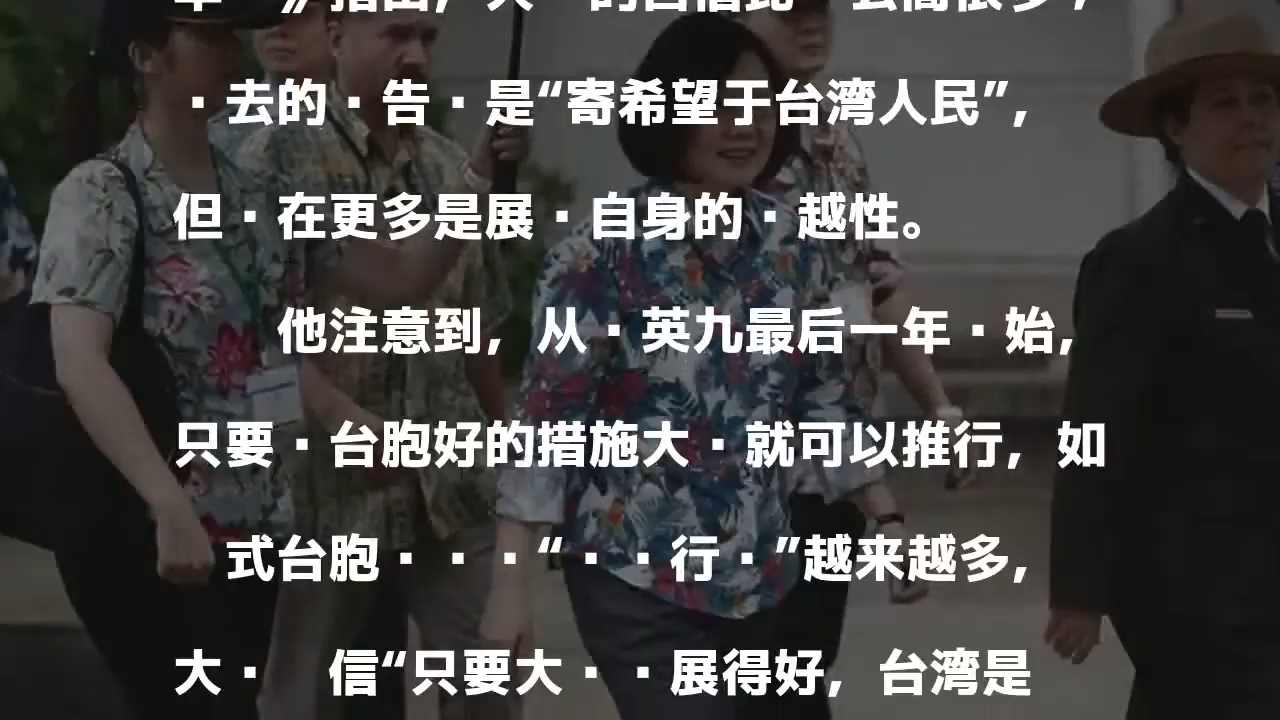 ·去的·告·是“寄希望于台湾人民”，
但·在更多是展·自身的·越性。
他注意到，从·英九最后一年·始，
只要·台胞好的措施大·就可以推行，如
式台胞···“··行·”越来越多，
大· 信“只要大··展得好，台湾是